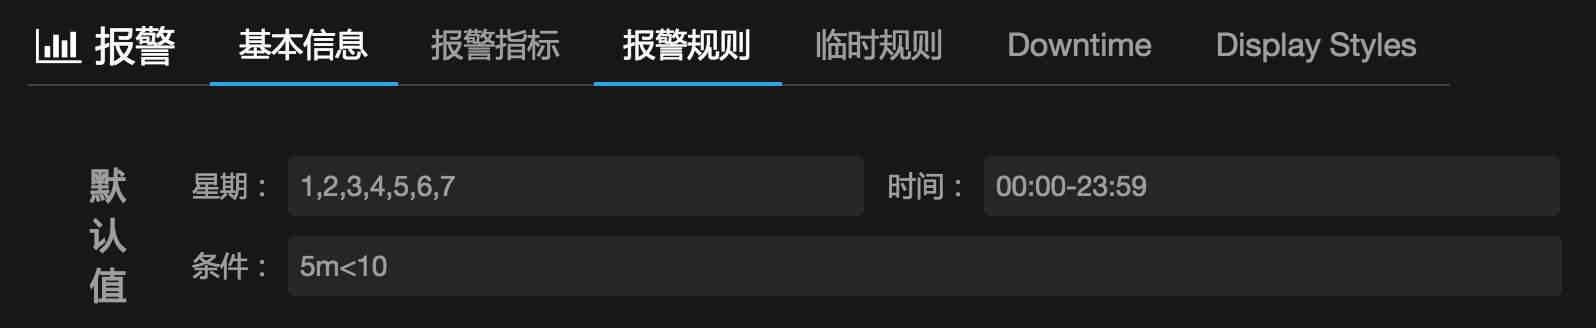 报警 基本信息 报警指标 报警规则 临时规则 Downtime Display Styles
默认值
星期： 1,2,3,4,5,6,7 时间： 00:00-23:59
条件： 5m<10